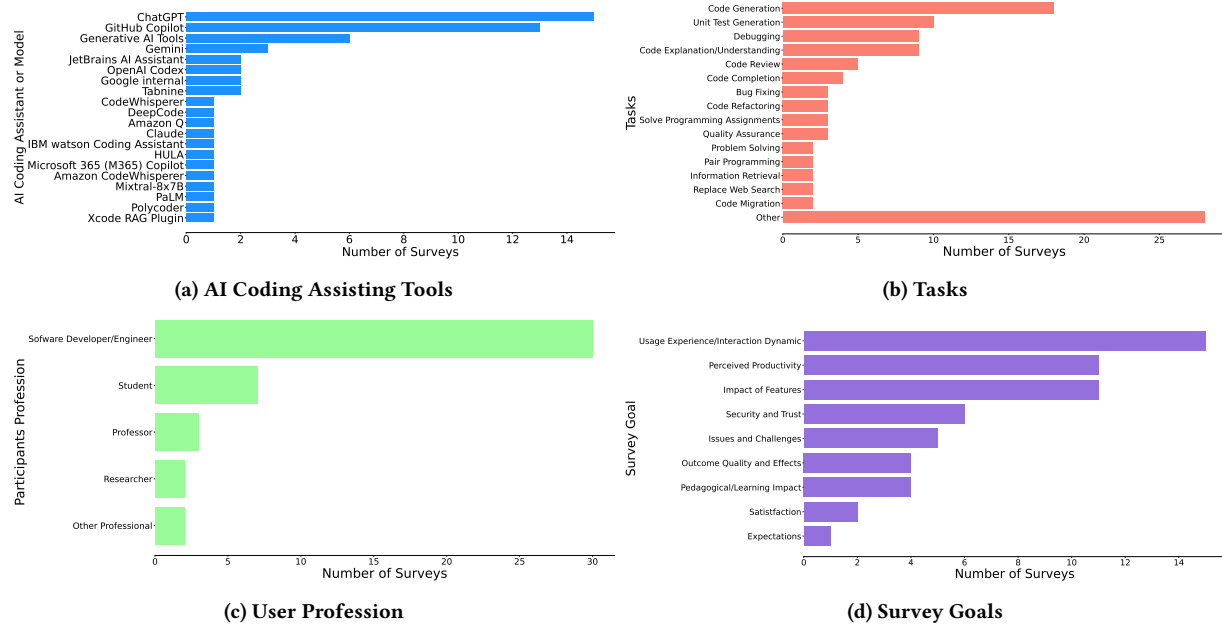 AI Coding Assistant or Model
ChatGPT
GitHub Copilot
Generative AI Tools
Gemini
JetBrains AI Assistant
OpenAI Codex
Google internal
Tabnine
CodeWhisperer
DeepCode
Amazon Q
Claude
IBM watson Coding Assistant
HULA
Microsoft 365 (M365) Copilot
Amazon CodeWhisperer
Mixtral-8x7B
PaLM
Polycoder
Xcode RAG Plugin
0 2 4 6 8 10 12 14
Number of Surveys
(a) AI Coding Assisting Tools
Tasks
Code Generation
Unit Test Generation
Debugging
Code Explanation/Understanding
Code Review
Code Completion
Bug Fixing
Code Refactoring
Solve Programming Assignments
Quality Assurance
Problem Solving
Pair Programming
Information Retrieval
Replace Web Search
Code Migration
Other
0 5 10 15 20 25
Number of Surveys
(b) Tasks
Participants Profession
Sofware Developer/Engineer
Student
Professor
Researcher
Other Professional
0 5 10 15 20 25 30
Number of Surveys
(c) User Profession
Survey Goal
Usage Experience/Interaction Dynamic
Perceived Productivity
Impact of Features
Security and Trust
Issues and Challenges
Outcome Quality and Effects
Pedagogical/Learning Impact
Satistfaction
Expectations
0 2 4 6 8 10 12 14
Number of Surveys
(d) Survey Goals